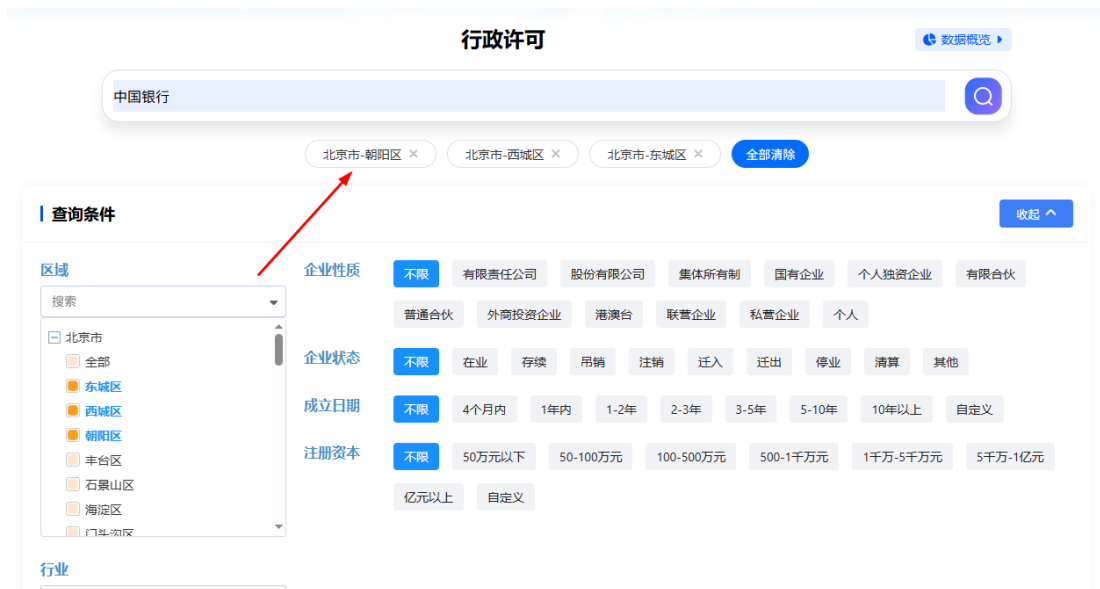 行政许可
数据概览
中国银行
北京市-朝阳区 × 北京市-西城区 × 北京市-东城区 × 全部清除
查询条件
收起
区域
搜索
北京市
全部
东城区
西城区
朝阳区
丰台区
石景山区
海淀区
门头沟区
行业
企业性质 不限 有限责任公司 股份有限公司 集体所有制 国有企业 个人独资企业 有限合伙
普通合伙 外商投资企业 港澳台 联营企业 私营企业 个人
企业状态 不限 在业 存续 吊销 注销 迁入 迁出 停业 清算 其他
成立日期 不限 4个月内 1年内 1-2年 2-3年 3-5年 5-10年 10年以上 自定义
注册资本 不限 50万元以下 50-100万元 100-500万元 500-1千万元 1千万-5千万元 5千万-1亿元
亿元以上 自定义